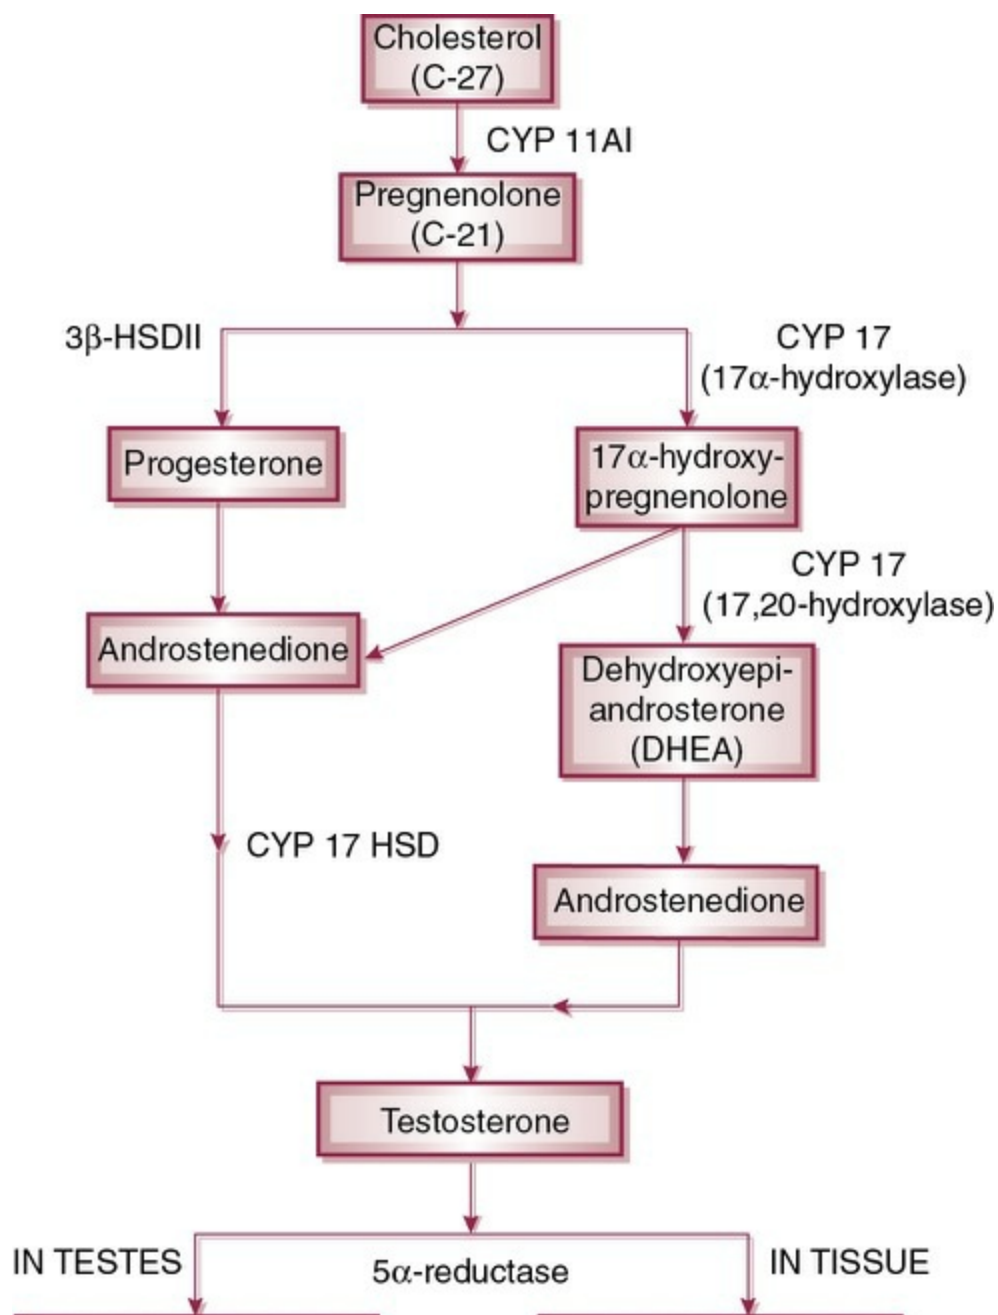 Cholesterol
(C-27)
CYP 11AI
Pregnenolone
(C-21)
3β-HSDII
CYP 17
(17α-hydroxylase)
Progesterone
17α-hydroxy-
pregnenolone
CYP 17
(17,20-hydroxylase)
Androstenedione
Dehydroxyepi-
androsterone
(DHEA)
CYP 17 HSD
Androstenedione
Testosterone
IN TESTES
5α-reductase
IN TISSUE